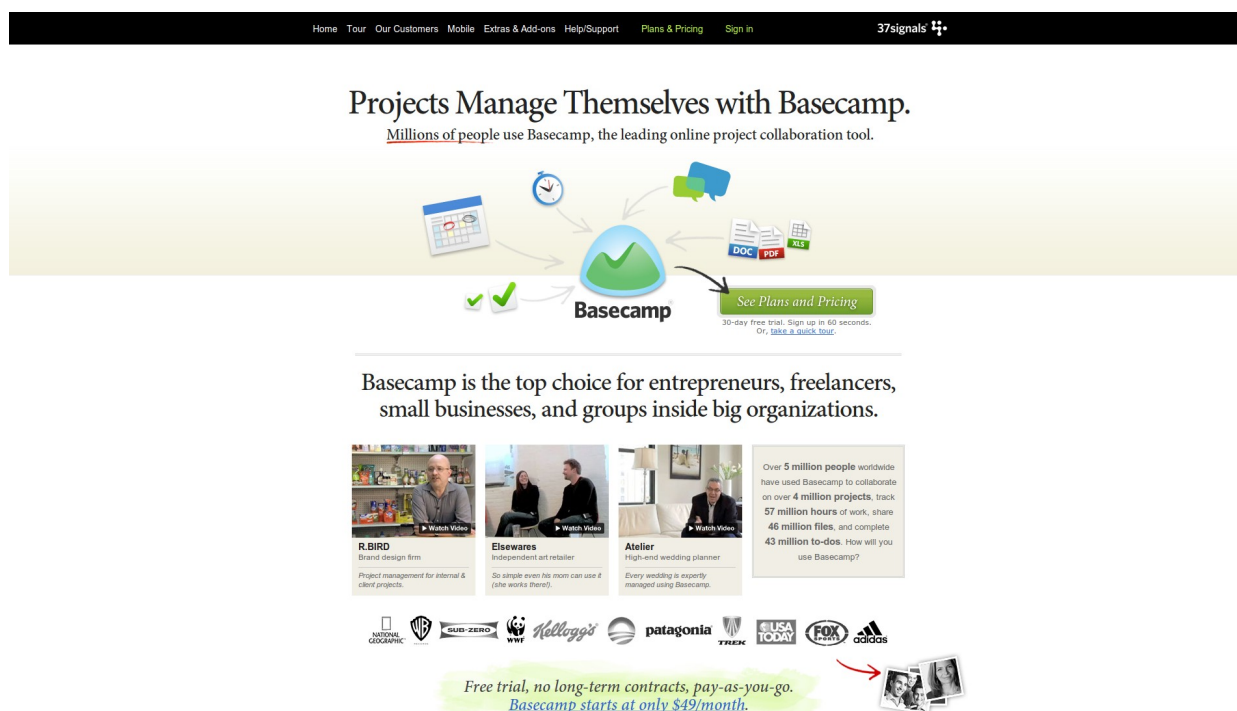 Home Tour Our Customers Mobile Extras & Add-ons Help/Support Plans & Pricing Sign in 37signals
Projects Manage Themselves with Basecamp.
Millions of people use Basecamp, the leading online project collaboration tool.
DOC PDF XLS
Basecamp
See Plans and Pricing
30-day free trial. Sign up in 60 seconds.
Or, take a quick tour.
Basecamp is the top choice for entrepreneurs, freelancers,
small businesses, and groups inside big organizations.
Watch Video
R.BIRD
Brand design firm
Project management for internal &
client projects.
Watch Video
Elsewares
Independent art retailer
So simple even his mom can use it
(she works there!).
Watch Video
Atelier
High-end wedding planner
Every wedding is expertly
managed using Basecamp.
Over 5 million people worldwide
have used Basecamp to collaborate
on over 4 million projects, track
57 million hours of work, share
46 million files, and complete
43 million to-dos. How will you
use Basecamp?
NATIONAL
GEOGRAPHIC
WB
SUB-ZERO
WWF
Kellogg's
patagonia
TREK
USA
TODAY
FOX
SPORTS
adidas
Free trial, no long-term contracts, pay-as-you-go.
Basecamp starts at only $49/month.